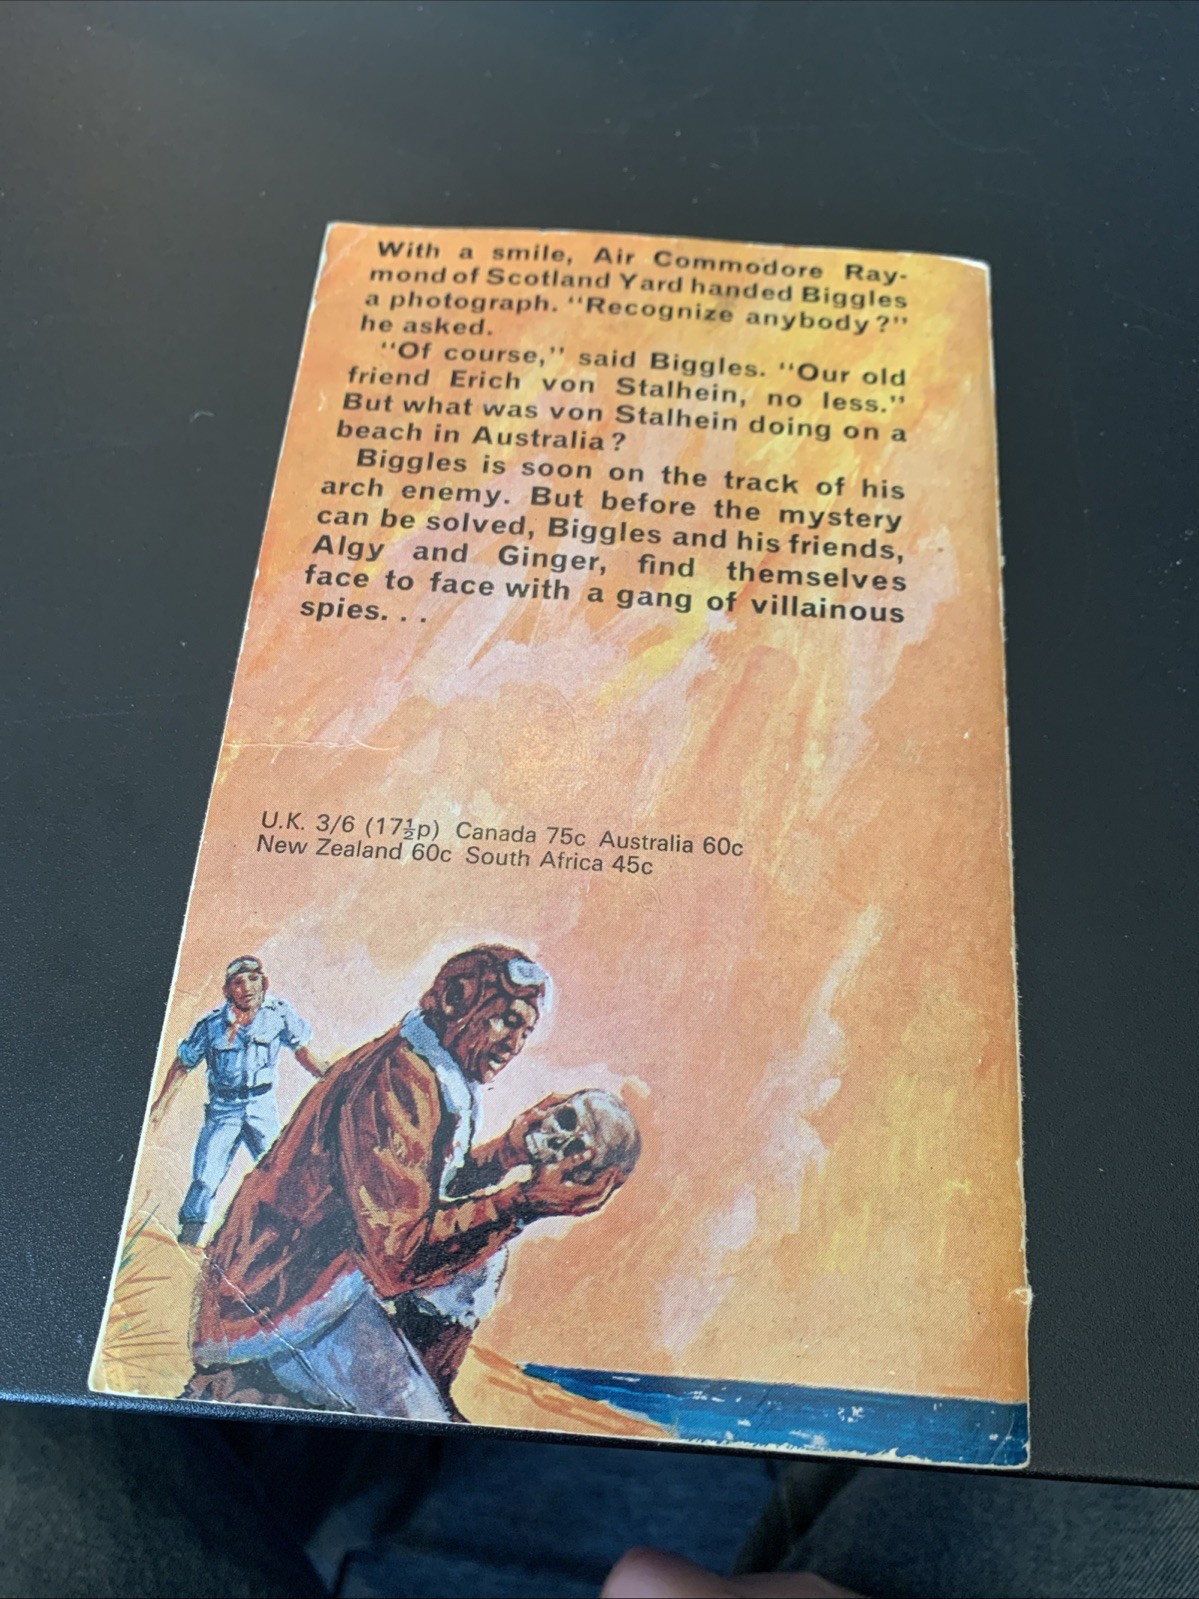 With a smile, Air Commodore Ray-
mond of Scotland Yard handed Biggles
a photograph. "Recognize anybody?"
he asked.
"Of course," said Biggles. "Our old
friend Erich von Stalhein, no less."
But what was von Stalhein doing on a
beach in Australia?
Biggles is soon on the track of his
arch enemy. But before the mystery
can be solved, Biggles and his friends,
Algy and Ginger, find themselves
face to face with a gang of villainous
spies. . .
U.K. 3/6 (17½p) Canada 75c Australia 60c
New Zealand 60c South Africa 45c